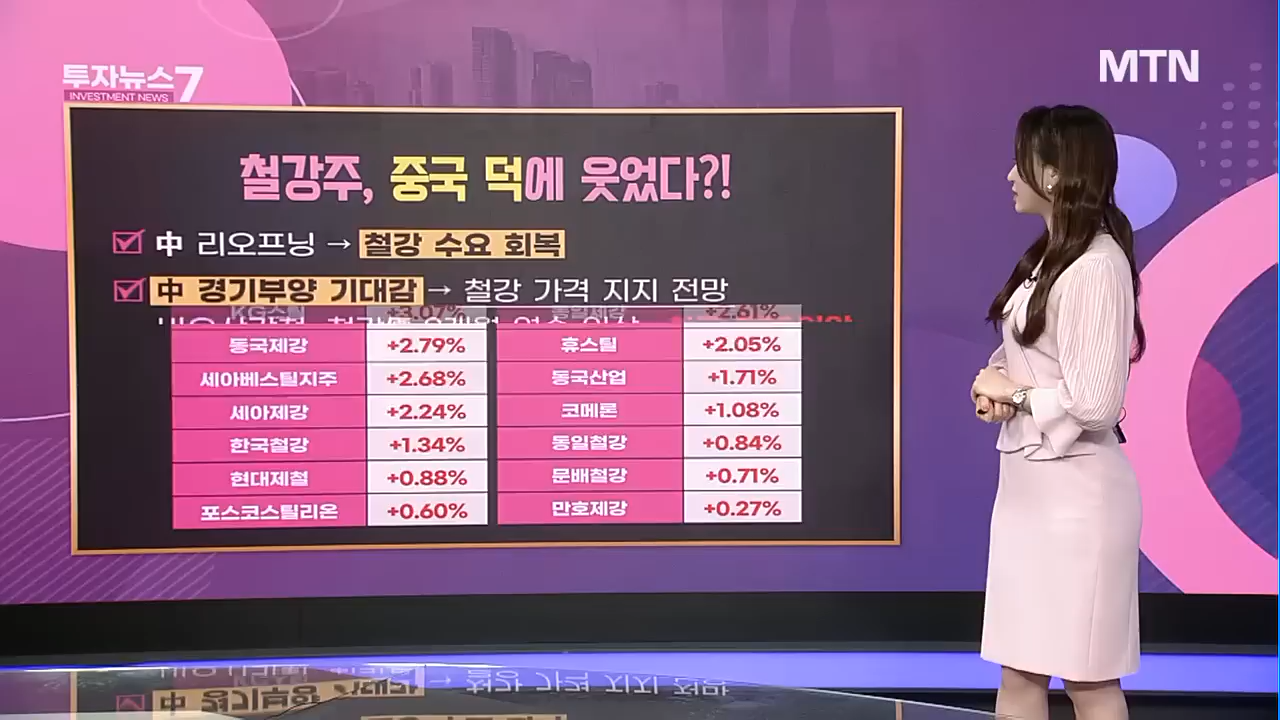 투자뉴스7
INVESTMENT NEWS
MTN
철강주, 중국 덕에 웃었다?!
中 리오프닝 → 철강 수요 회복
中 경기부양 기대감 → 철강 가격 지지 전망
+3.07% +2.61%
동국제강 +2.79% 휴스틸 +2.05%
세아베스틸지주 +2.68% 동국산업 +1.71%
세아제강 +2.24% 코메론 +1.08%
한국철강 +1.34% 동일철강 +0.84%
현대제철 +0.88% 문배철강 +0.71%
포스코스틸리온 +0.60% 만호제강 +0.27%